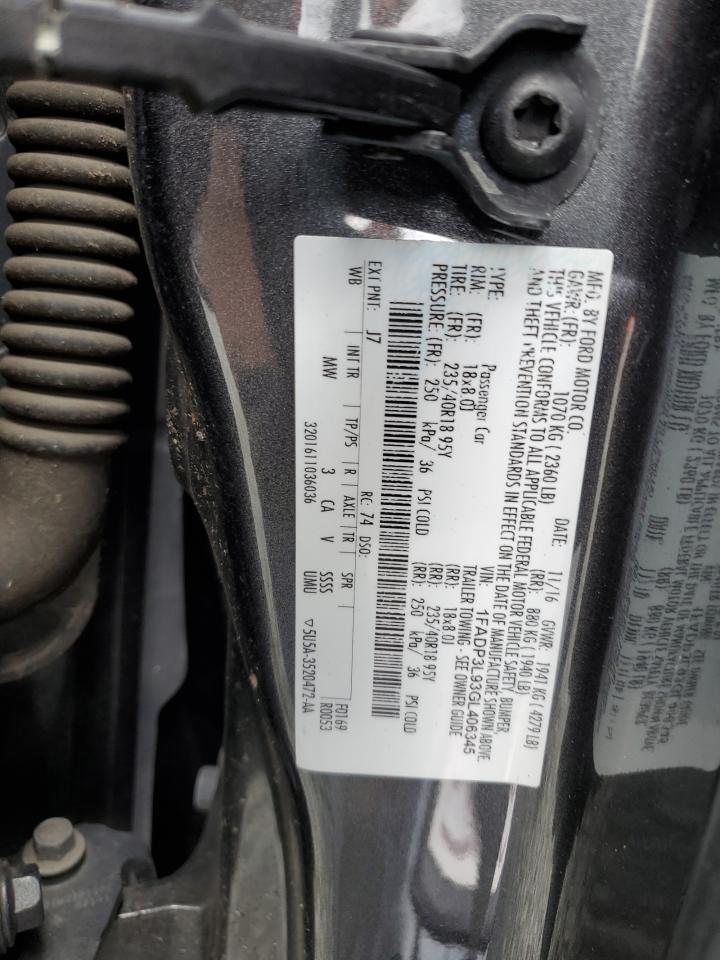 MFD. BY FORD MOTOR CO.
DATE: 11/16 GVWR: 1941 KG ( 4279 LB)
GAWR: (FR): 1070 KG ( 2360 LB) (RR): 880 KG ( 1940 LB)
THIS VEHICLE CONFORMS TO ALL APPLICABLE FEDERAL MOTOR VEHICLE SAFETY, BUMPER,
AND THEFT PREVENTION STANDARDS IN EFFECT ON THE DATE OF MANUFACTURE SHOWN ABOVE.
VIN: 1FADP3L93GL406345
TYPE: Passenger Car TRAILER TOWING - SEE OWNER GUIDE
RIM: (FR): 18x8.0J (RR): 18x8.0J
TIRE: (FR): 235/40R18 95Y (RR): 235/40R18 95Y
PRESSURE: (FR): 250 kPa/ 36 PSI COLD (RR): 250 kPa/ 36 PSI COLD
EXT PNT: J7 RC: 74 DSO:
WB INT TR TP/PS R AXLE TR SPR F0169
MW 3 CA V SSSS UMU R0053
3201611036036 ▽5U5A-3520472-AA